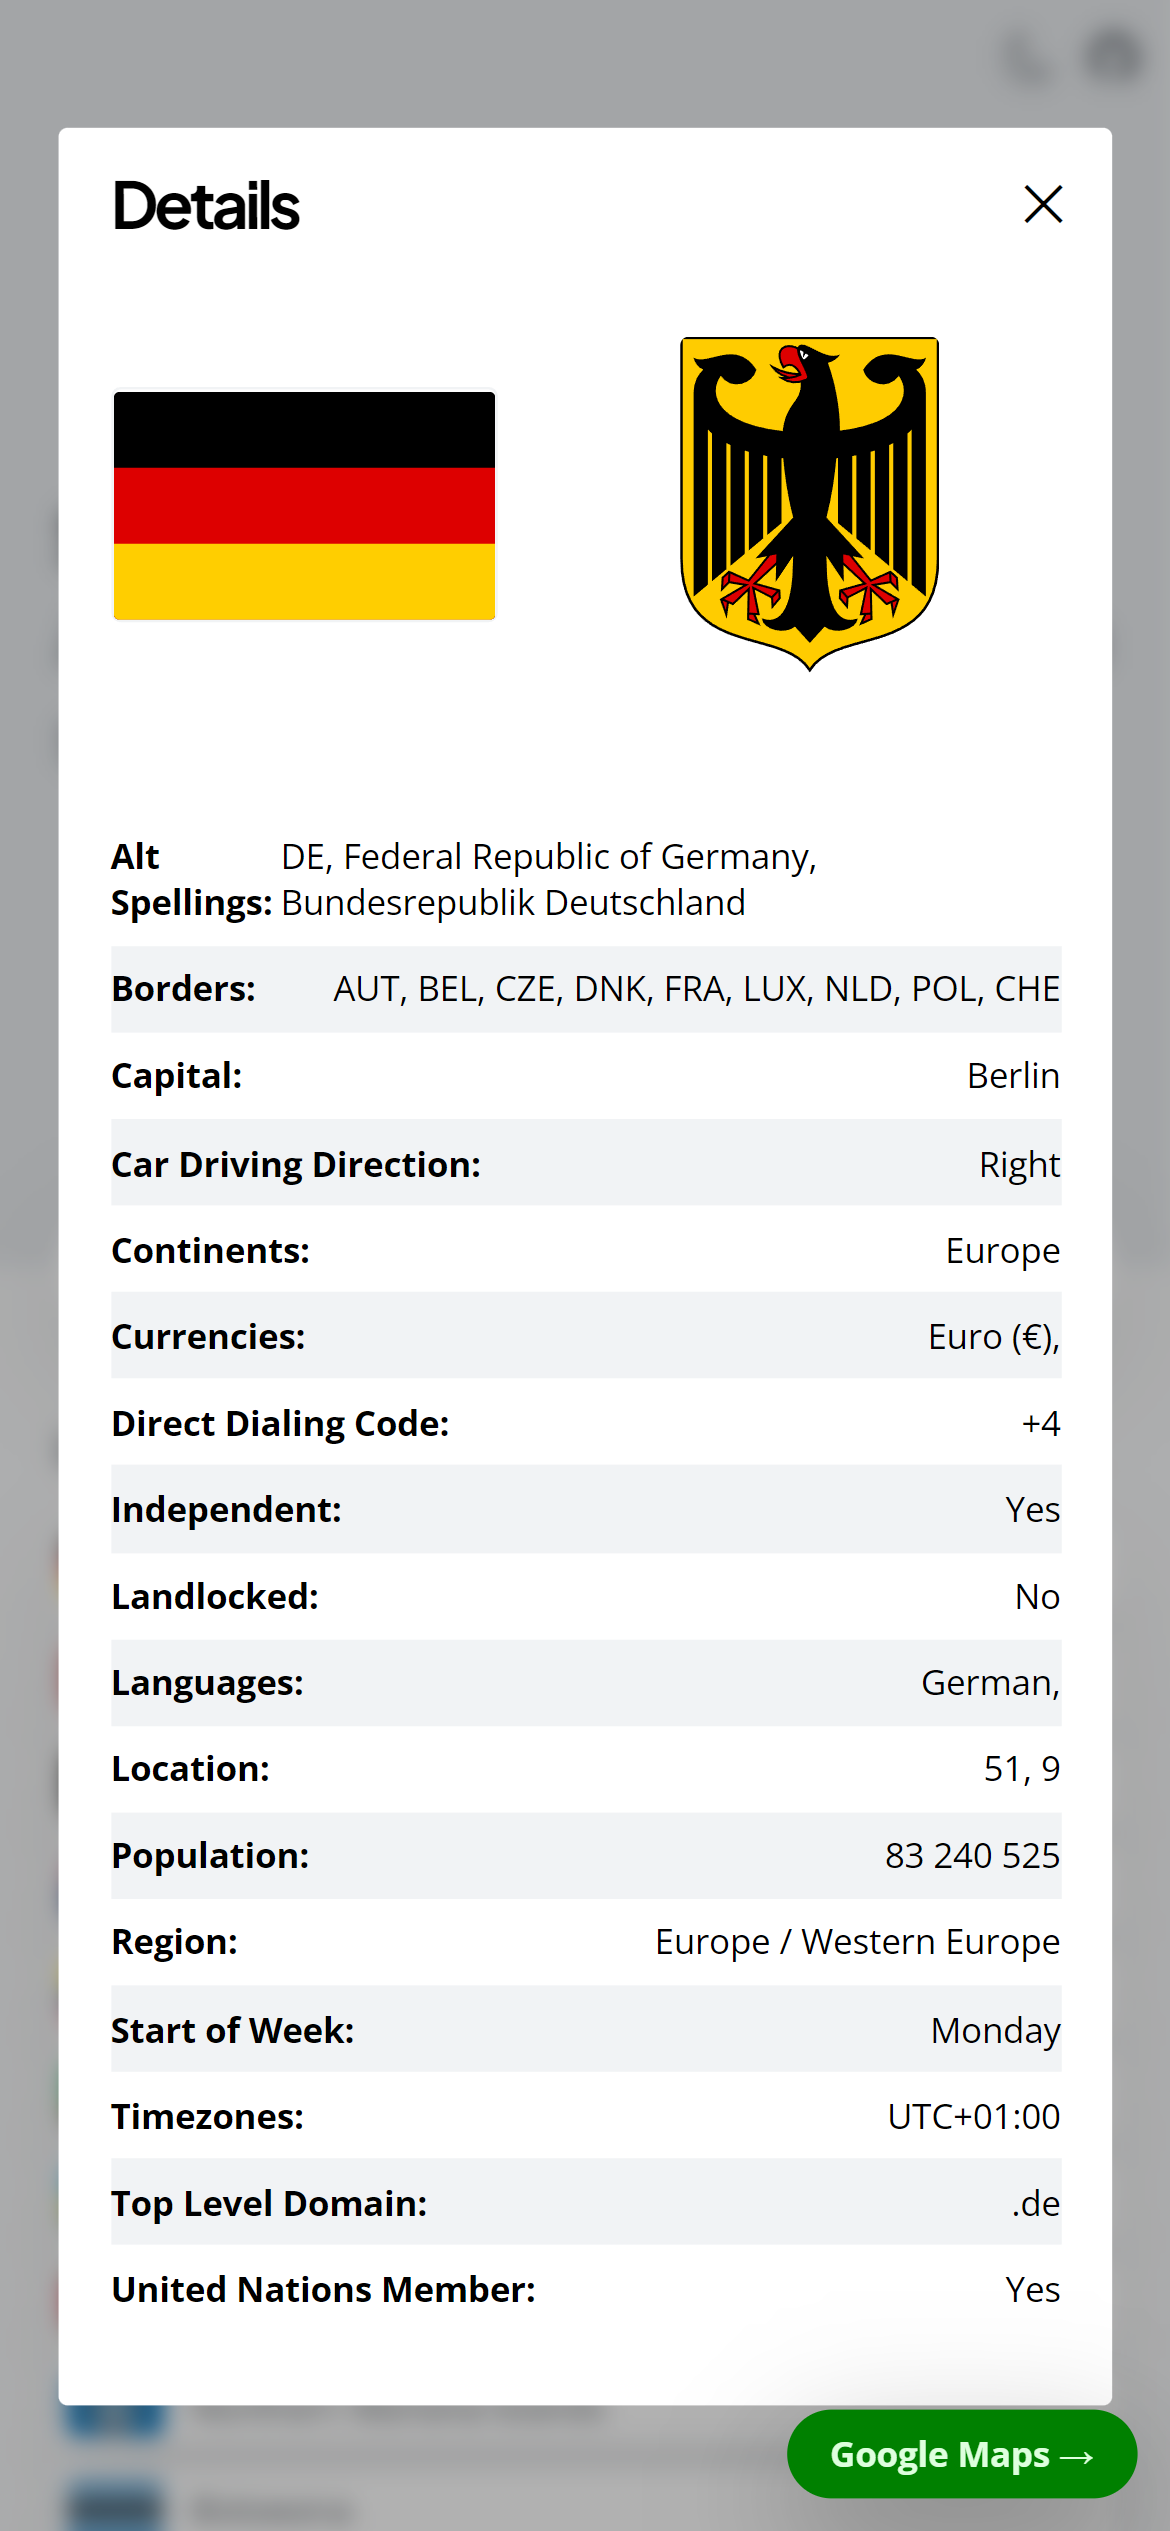 Details
Alt Spellings: DE, Federal Republic of Germany, Bundesrepublik Deutschland
Borders: AUT, BEL, CZE, DNK, FRA, LUX, NLD, POL, CHE
Capital: Berlin
Car Driving Direction: Right
Continents: Europe
Currencies: Euro (€),
Direct Dialing Code: +4
Independent: Yes
Landlocked: No
Languages: German,
Location: 51, 9
Population: 83 240 525
Region: Europe / Western Europe
Start of Week: Monday
Timezones: UTC+01:00
Top Level Domain: .de
United Nations Member: Yes
Google Maps →